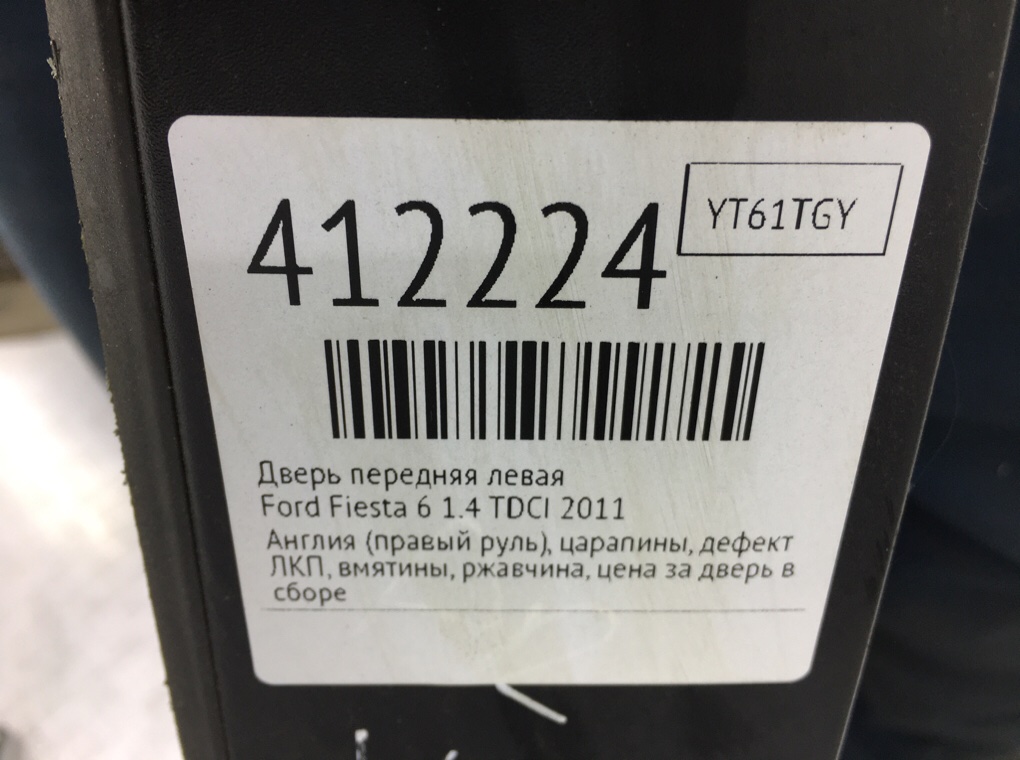 YT61TGY
412224
Дверь передняя левая
Ford Fiesta 6 1.4 TDCI 2011
Англия (правый руль), царапины, дефект
ЛКП, вмятины, ржавчина, цена за дверь в
сборе